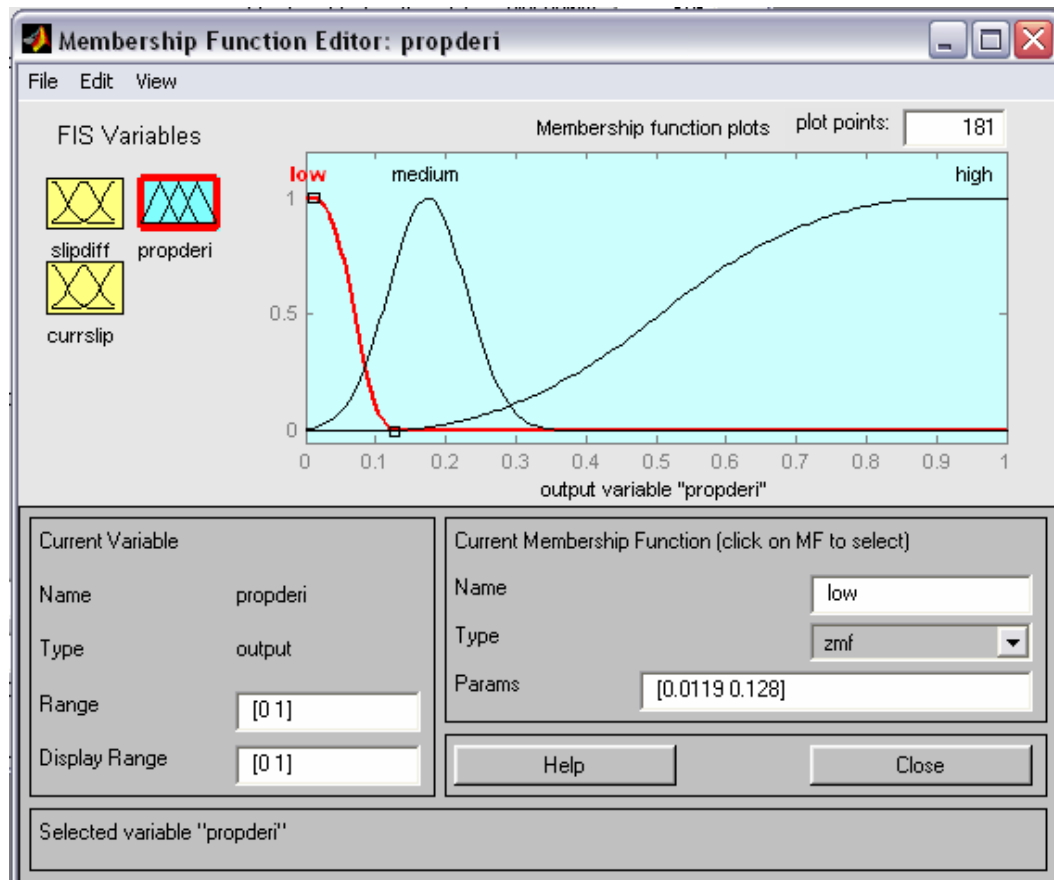 Membership Function Editor: propderi
File Edit View
FIS Variables
Membership function plots plot points: 181
low medium high
slipdiff propderi
currslip
1
0.5
0
0 0.1 0.2 0.3 0.4 0.5 0.6 0.7 0.8 0.9 1
output variable "propderi"
Current Variable
Name propderi
Type output
Range [0 1]
Display Range [0 1]
Current Membership Function (click on MF to select)
Name low
Type zmf
Params [0.0119 0.128]
Help Close
Selected variable "propderi"